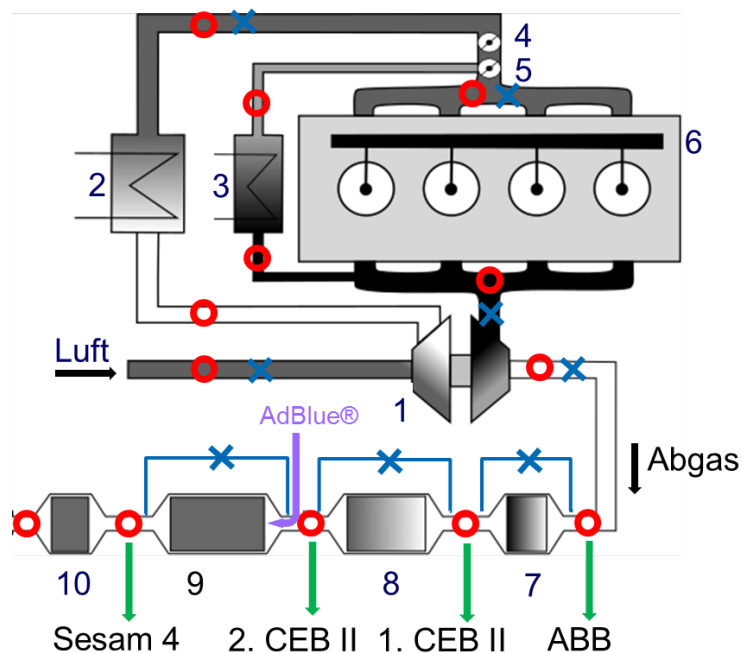 4
5
6
2
3
Luft
1
AdBlue®
Abgas
10
9
8
7
Sesam 4
2. CEB II
1. CEB II
ABB